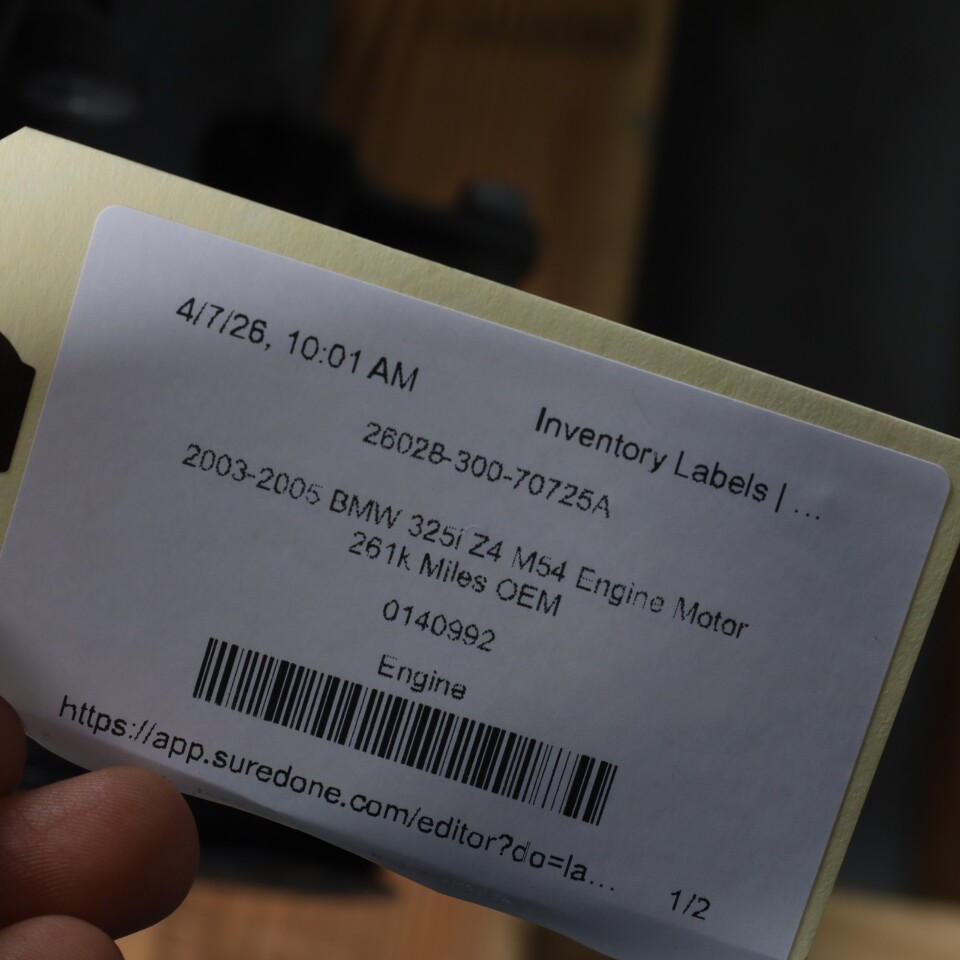 4/7/26, 10:01 AM
Inventory Labels | ...
26028-300-70725A
2003-2005 BMW 325i Z4 M54 Engine Motor
261k Miles OEM
0140992
Engine
https://app.suredone.com/editor?do=la...
1/2